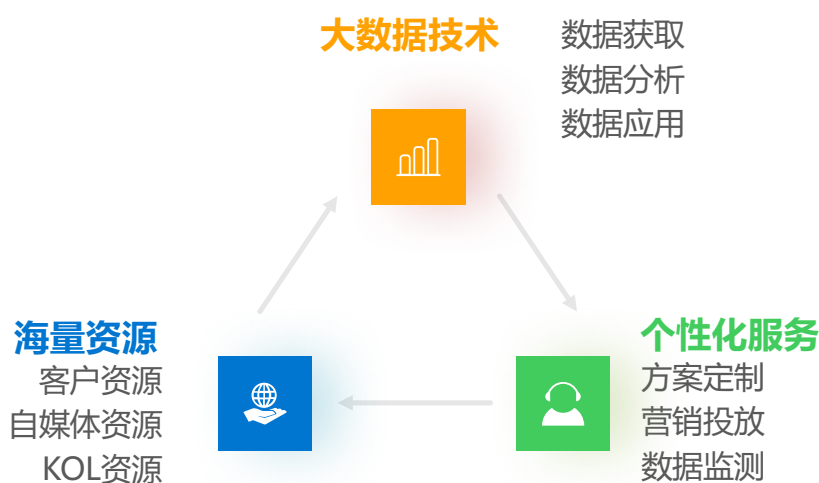 大数据技术
数据获取
数据分析
数据应用
海量资源
客户资源
自媒体资源
KOL资源
个性化服务
方案定制
营销投放
数据监测